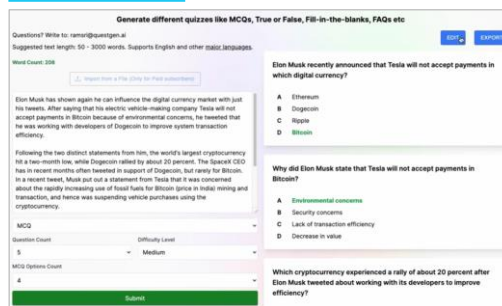 Generate different quizzes like MCQs, True or False, Fill-in-the-blanks, FAQs etc
Questions? Write to: ramsri@questgen.ai
Suggested text length: 50 - 3000 words. Supports English and other major languages.
Word Count: 208
Import from a File (Only for Paid subscribers)
Elon Musk has shown again he can influence the digital currency market with just
his tweets. After saying that his electric vehicle-making company Tesla will not
accept payments in Bitcoin because of environmental concerns, he tweeted that
he was working with developers of Dogecoin to improve system transaction
efficiency.
Following the two distinct statements from him, the world's largest cryptocurrency
hit a two-month low, while Dogecoin rallied by about 20 percent. The SpaceX CEO
has in recent months often tweeted in support of Dogecoin, but rarely for Bitcoin.
In a recent tweet, Musk put out a statement from Tesla that it was concerned
about the rapidly increasing use of fossil fuels for Bitcoin (price in India) mining and
transaction, and hence was suspending vehicle purchases using the
cryptocurrency.
MCQ
Question Count
Difficulty Level
5
Medium
MCQ Options Count
4
Submit
EDIT
EXPORT
Elon Musk recently announced that Tesla will not accept payments in
which digital currency?
A Ethereum
B Dogecoin
C Ripple
D Bitcoin
Why did Elon Musk state that Tesla will not accept payments in
Bitcoin?
A Environmental concerns
B Security concerns
C Lack of transaction efficiency
D Decrease in value
Which cryptocurrency experienced a rally of about 20 percent after
Elon Musk tweeted about working with its developers to improve
efficiency?